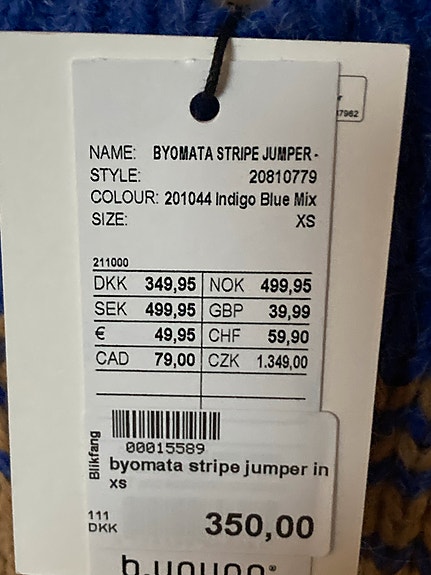 NAME: BYOMATA STRIPE JUMPER -
STYLE: 20810779
COLOUR: 201044 Indigo Blue Mix
SIZE: XS
211000
DKK 349,95 NOK 499,95
SEK 499,95 GBP 39,99
€ 49,95 CHF 59,90
CAD 79,00 CZK 1.349,00
Blikfang
00015589
byomata stripe jumper in
xs
111
DKK 350,00